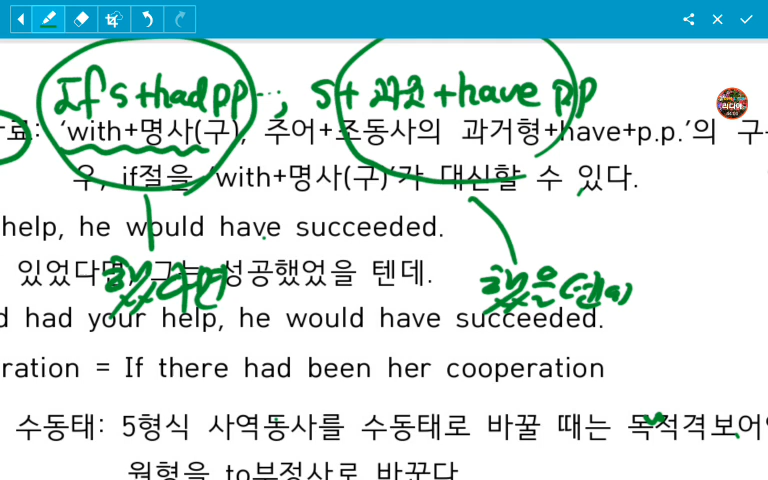 If s+had pp …, S+ 과조 +have pp
료: ‘with+명사(구), 주어+조동사의 과거형+have+p.p.’의 구
우, if절을 ‘with+명사(구)’가 대신할 수 있다.
help, he would have succeeded.
있었다면, 그는 성공했었을 텐데.
했었다면 했었을(텐데)
d had your help, he would have succeeded.
ration = If there had been her cooperation
수동태: 5형식 사역동사를 수동태로 바꿀 때는 목적격보어
원형을 to부정사로 바꾼다